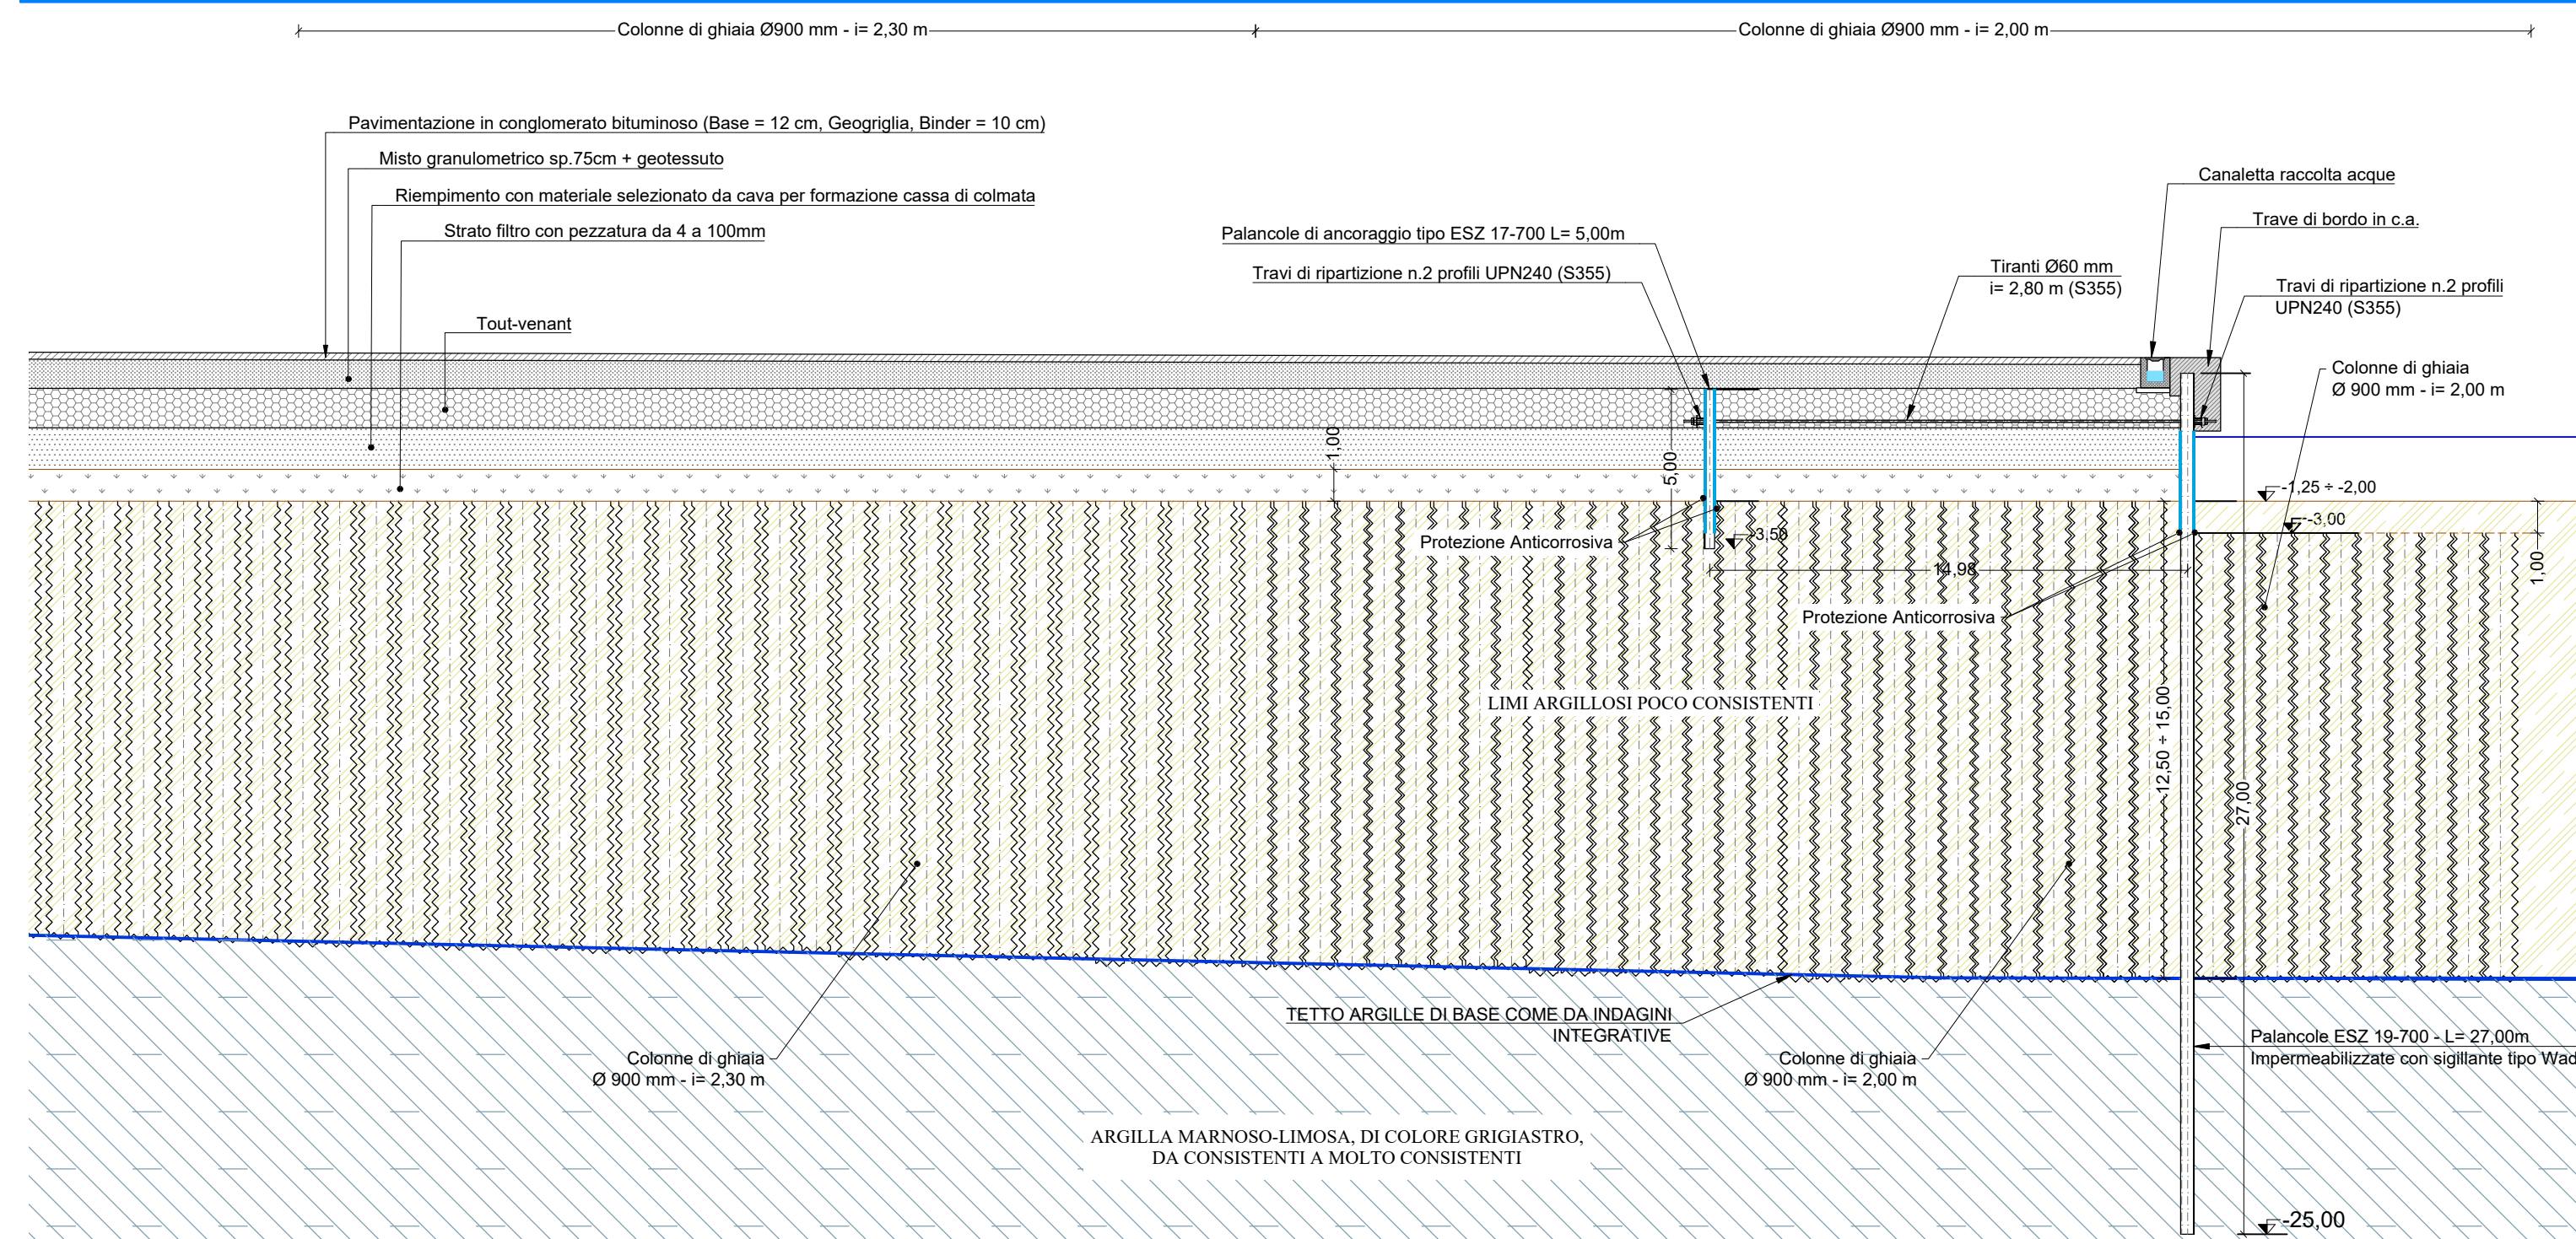 Colonne di ghiaia Ø900 mm - i= 2,30 m
Colonne di ghiaia Ø900 mm - i= 2,00 m
Pavimentazione in conglomerato bituminoso (Base = 12 cm, Geogriglia, Binder = 10 cm)
Misto granulometrico sp.75cm + geotessuto
Riempimento con materiale selezionato da cava per formazione cassa di colmata
Strato filtro con pezzatura da 4 a 100mm
Tout-venant
Palancole di ancoraggio tipo ESZ 17-700 L= 5,00m
Travi di ripartizione n.2 profili UPN240 (S355)
Tiranti Ø60 mm
i= 2,80 m (S355)
Canaletta raccolta acque
Trave di bordo in c.a.
Travi di ripartizione n.2 profili
UPN240 (S355)
Colonne di ghiaia
Ø 900 mm - i= 2,00 m
1,00
5,00
-1,25 ÷ -2,00
-3,00
1,00
Protezione Anticorrosiva
-3,50
14,98
Protezione Anticorrosiva
LIMI ARGILLOSI POCO CONSISTENTI
12,50 ÷ 15,00
27,00
TETTO ARGILLE DI BASE COME DA INDAGINI
INTEGRATIVE
Colonne di ghiaia
Ø 900 mm - i= 2,30 m
Colonne di ghiaia
Ø 900 mm - i= 2,00 m
Palancole ESZ 19-700 - L= 27,00m
Impermeabilizzate con sigillante tipo Wad
ARGILLA MARNOSO-LIMOSA, DI COLORE GRIGIASTRO,
DA CONSISTENTI A MOLTO CONSISTENTI
-25,00